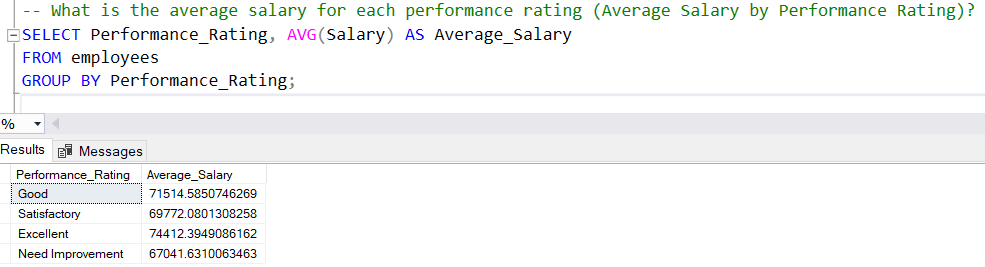 -- What is the average salary for each performance rating (Average Salary by Performance Rating)?
SELECT Performance_Rating, AVG(Salary) AS Average_Salary
FROM employees
GROUP BY Performance_Rating;
%
Results Messages
Performance_Rating Average_Salary
Good 71514.5850746269
Satisfactory 69772.0801308258
Excellent 74412.3949086162
Need Improvement 67041.6310063463